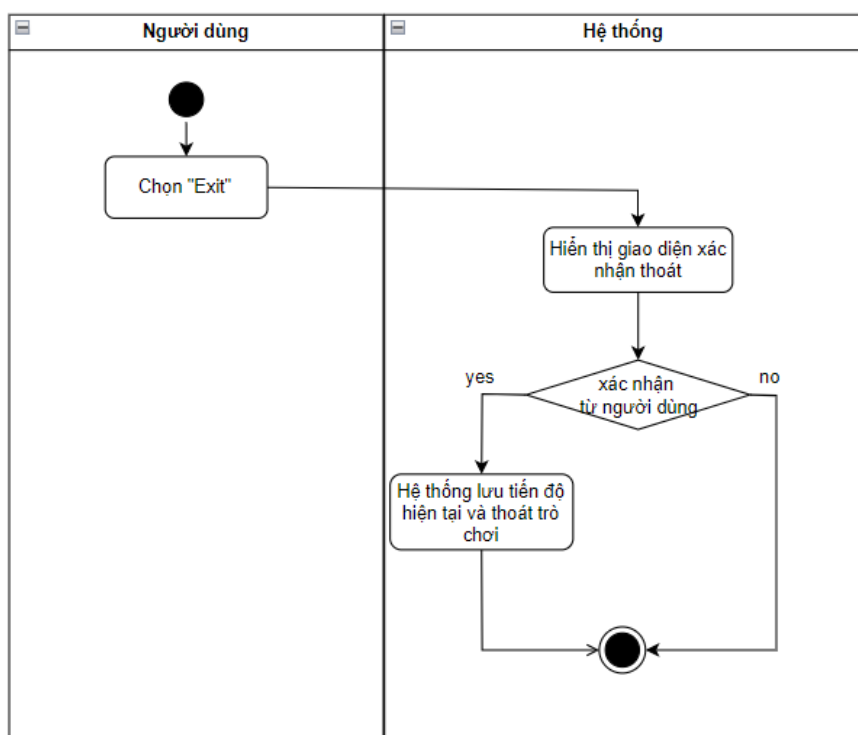 Người dùng
Hệ thống
Chọn "Exit"
Hiển thị giao diện xác
nhận thoát
xác nhận
từ người dùng
yes
no
Hệ thống lưu tiến độ
hiện tại và thoát trò
chơi